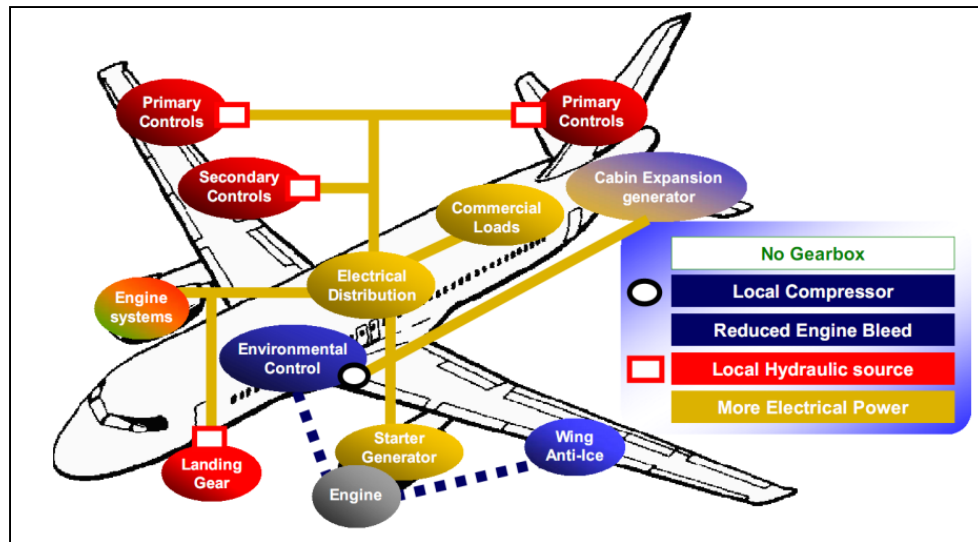 Primary
Controls
Primary
Controls
Secondary
Controls
Cabin Expansion
generator
Commercial
Loads
No Gearbox
Electrical
Distribution
Engine
systems
Local Compressor
Reduced Engine Bleed
Environmental
Control
Local Hydraulic source
More Electrical Power
Starter
Generator
Wing
Anti-Ice
Landing
Gear
Engine